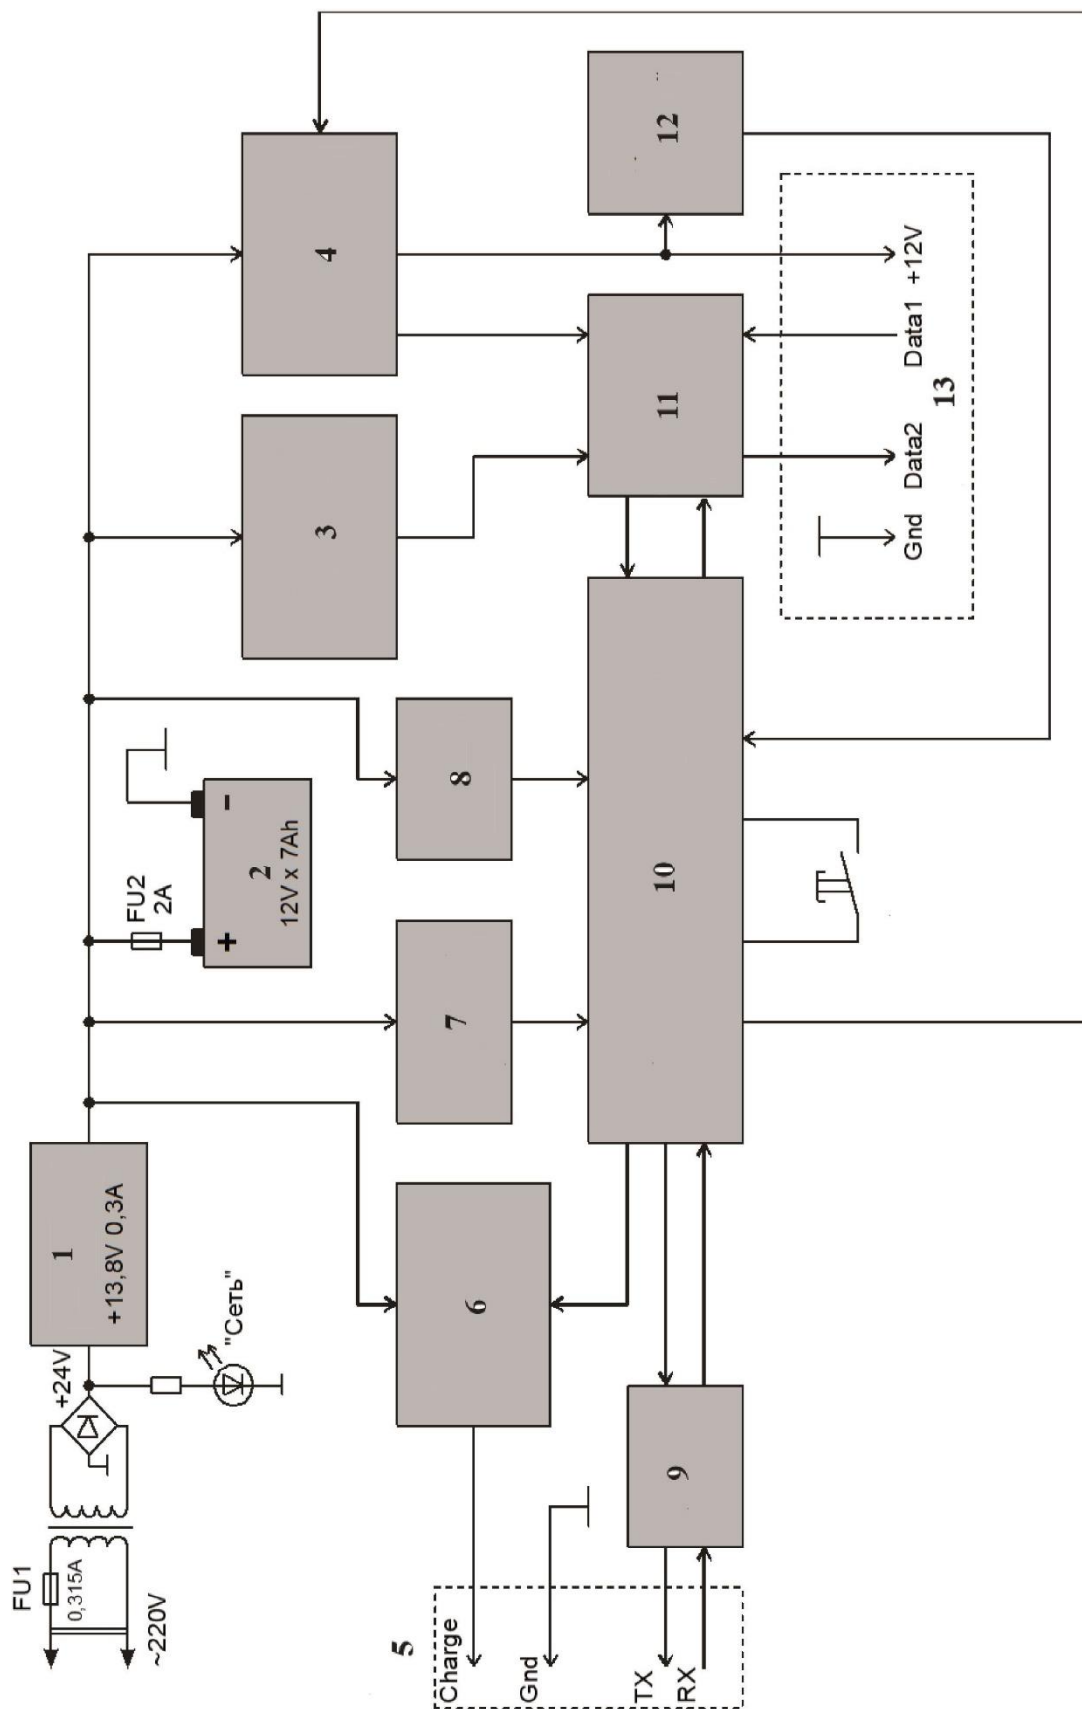 FU1
0,315A
~220V
+24V
"Сеть"
1
+13,8V 0,3A
FU2
2A
+
−
2
12V x 7Ah
3
4
5
Charge
Gnd
TX
RX
6
7
8
9
10
11
12
Gnd
Data2
Data1
+12V
13